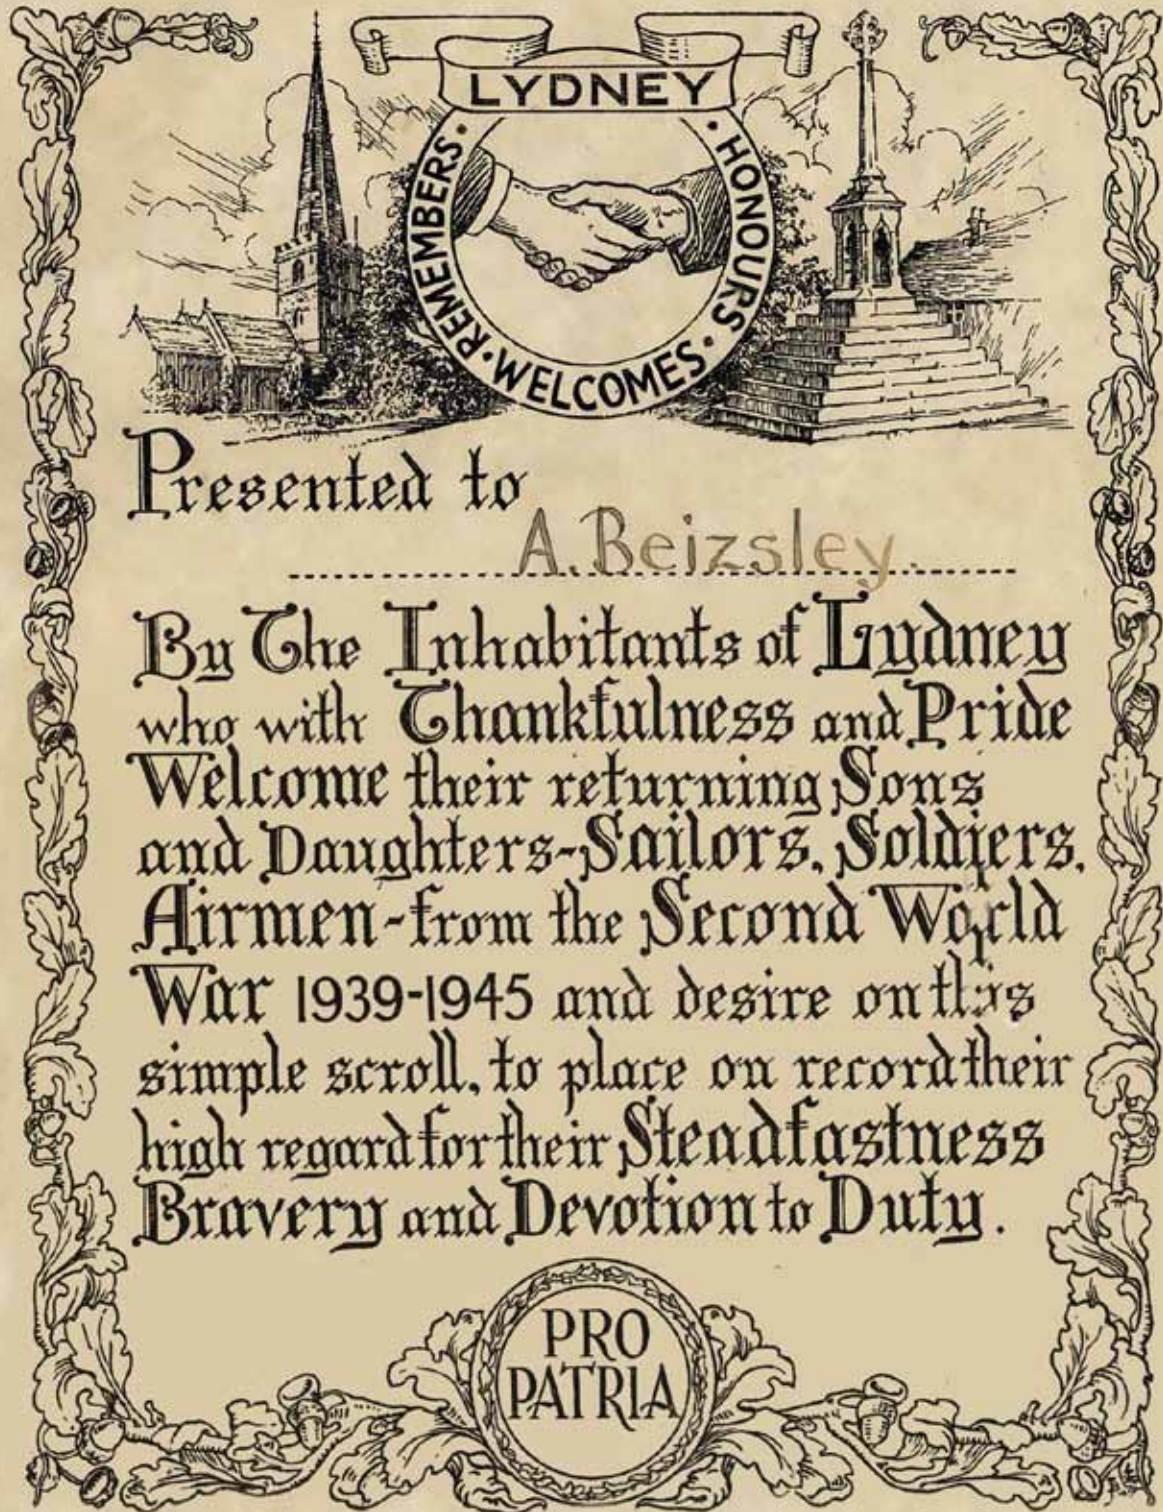 LYDNEY
REMEMBERS · WELCOMES · HONOURS
Presented to
A. Beizsley.
By The Inhabitants of Lydney
who with Thankfulness and Pride
Welcome their returning Sons
and Daughters-Sailors, Soldiers,
Airmen-from the Second World
War 1939-1945 and desire on this
simple scroll, to place on record their
high regard for their Steadfastness
Bravery and Devotion to Duty.
PRO
PATRIA